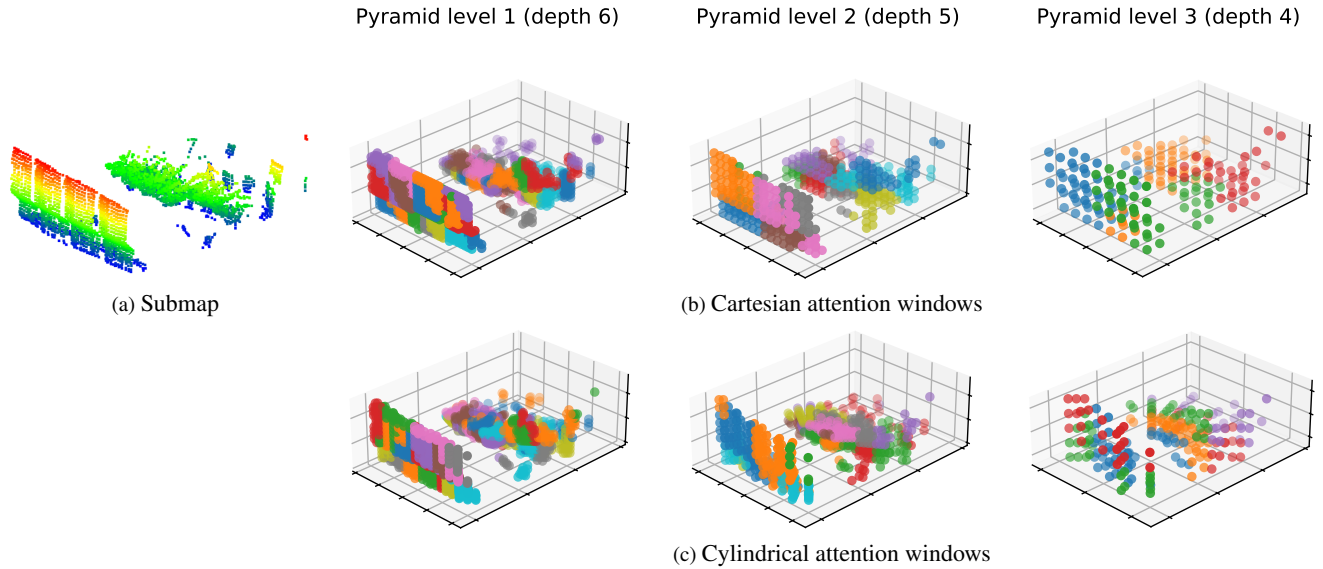 Pyramid level 1 (depth 6)
Pyramid level 2 (depth 5)
Pyramid level 3 (depth 4)
(a) Submap
(b) Cartesian attention windows
(c) Cylindrical attention windows